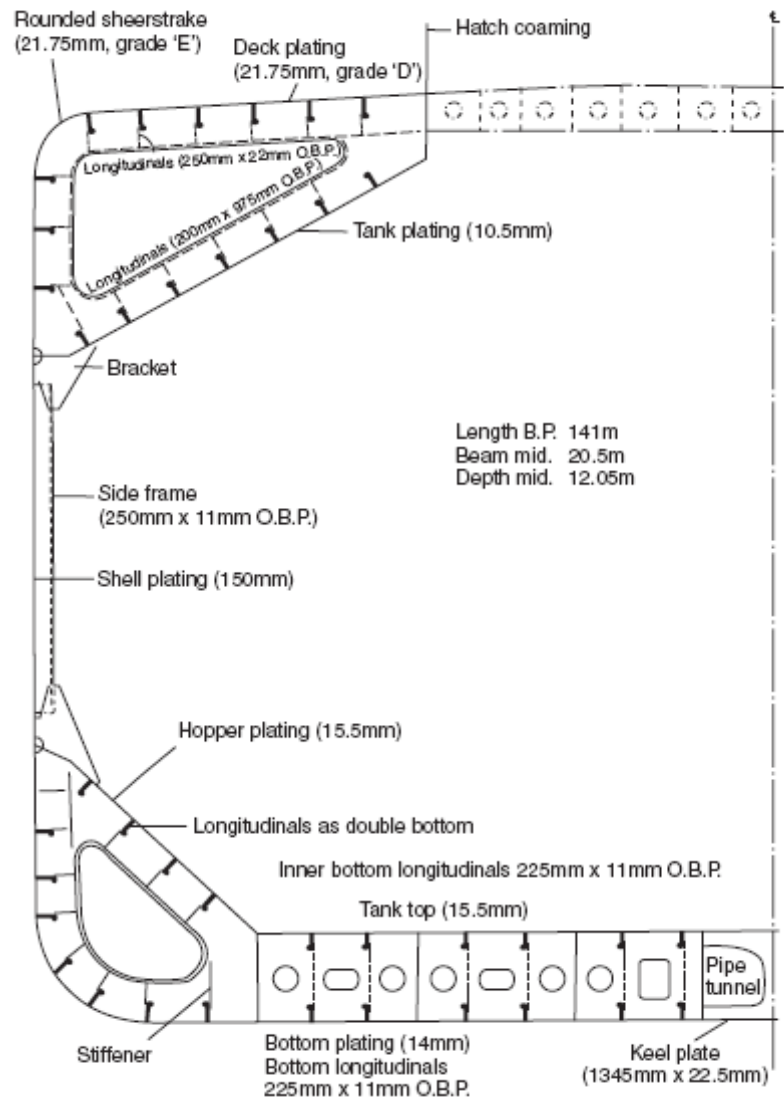 Rounded sheerstrake
(21.75mm, grade ‘E’)
Deck plating
(21.75mm, grade ‘D’)
Hatch coaming
℄
Longitudinals (250mm x 22mm O.B.P.)
Longitudinals (200mm x 975mm O.B.P.)
Tank plating (10.5mm)
Bracket
Length B.P. 141m
Beam mid. 20.5m
Depth mid. 12.05m
Side frame
(250mm x 11mm O.B.P.)
Shell plating (150mm)
Hopper plating (15.5mm)
Longitudinals as double bottom
Inner bottom longitudinals 225mm x 11mm O.B.P.
Tank top (15.5mm)
Pipe
tunnel
Stiffener
Bottom plating (14mm)
Bottom longitudinals
225mm x 11mm O.B.P.
Keel plate
(1345mm x 22.5mm)